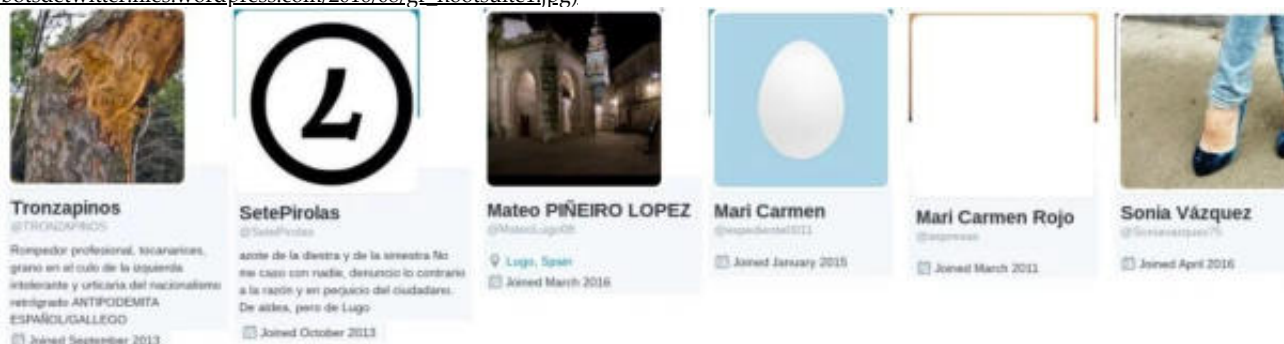 Tronzapinos
@TRONZAPINOS
Rompedor profesional, tocanarices,
grano en el culo de la izquierda
intolerante y urticaria del nacionalismo
retrógrado ANTIPODEMITA
ESPAÑOL/GALLEGO
Joined September 2013
SetePirolas
@SetePirolas
azote de la diestra y de la siniestra No
me caso con nadie, denuncio lo contrario
a la razón y en perjuicio del ciudadano.
De aldea, pero de Lugo
Joined October 2013
Mateo PIÑEIRO LOPEZ
@MateoLugo08
Lugo, Spain
Joined March 2016
Mari Carmen
Joined January 2015
Mari Carmen Rojo
Joined March 2011
Sonia Vázquez
Joined April 2016